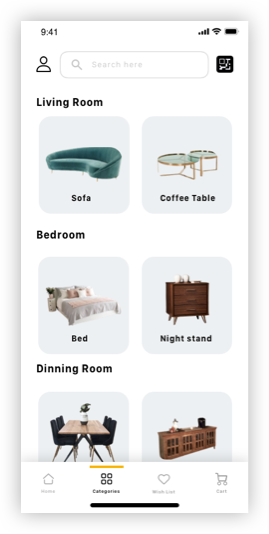 9:41
Search here
Living Room
Sofa
Coffee Table
Bedroom
Bed
Night stand
Dinning Room
Home
Categories
Wish List
Cart